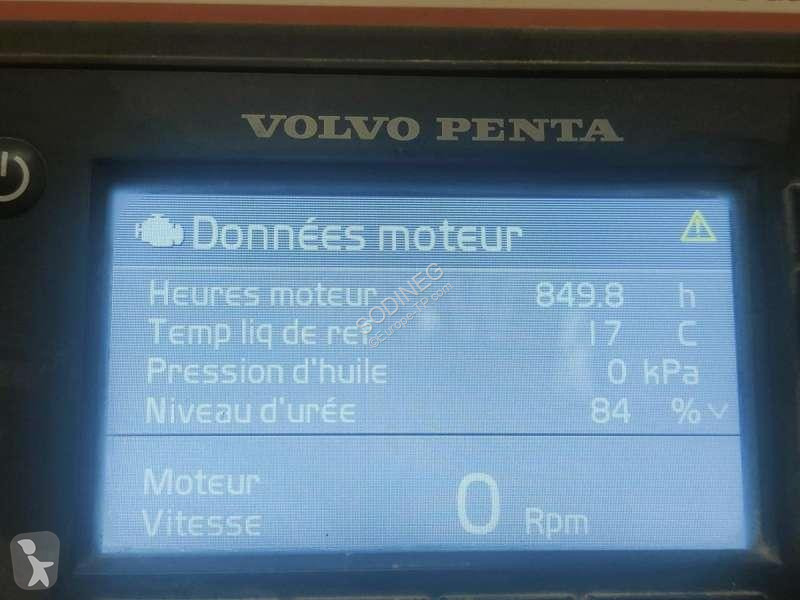 VOLVO PENTA
Données moteur
Heures moteur 849.8 h
Temp liq de ref 17 C
Pression d'huile 0 kPa
Niveau d'urée 84 %
Moteur
Vitesse 0 Rpm
SODINEG